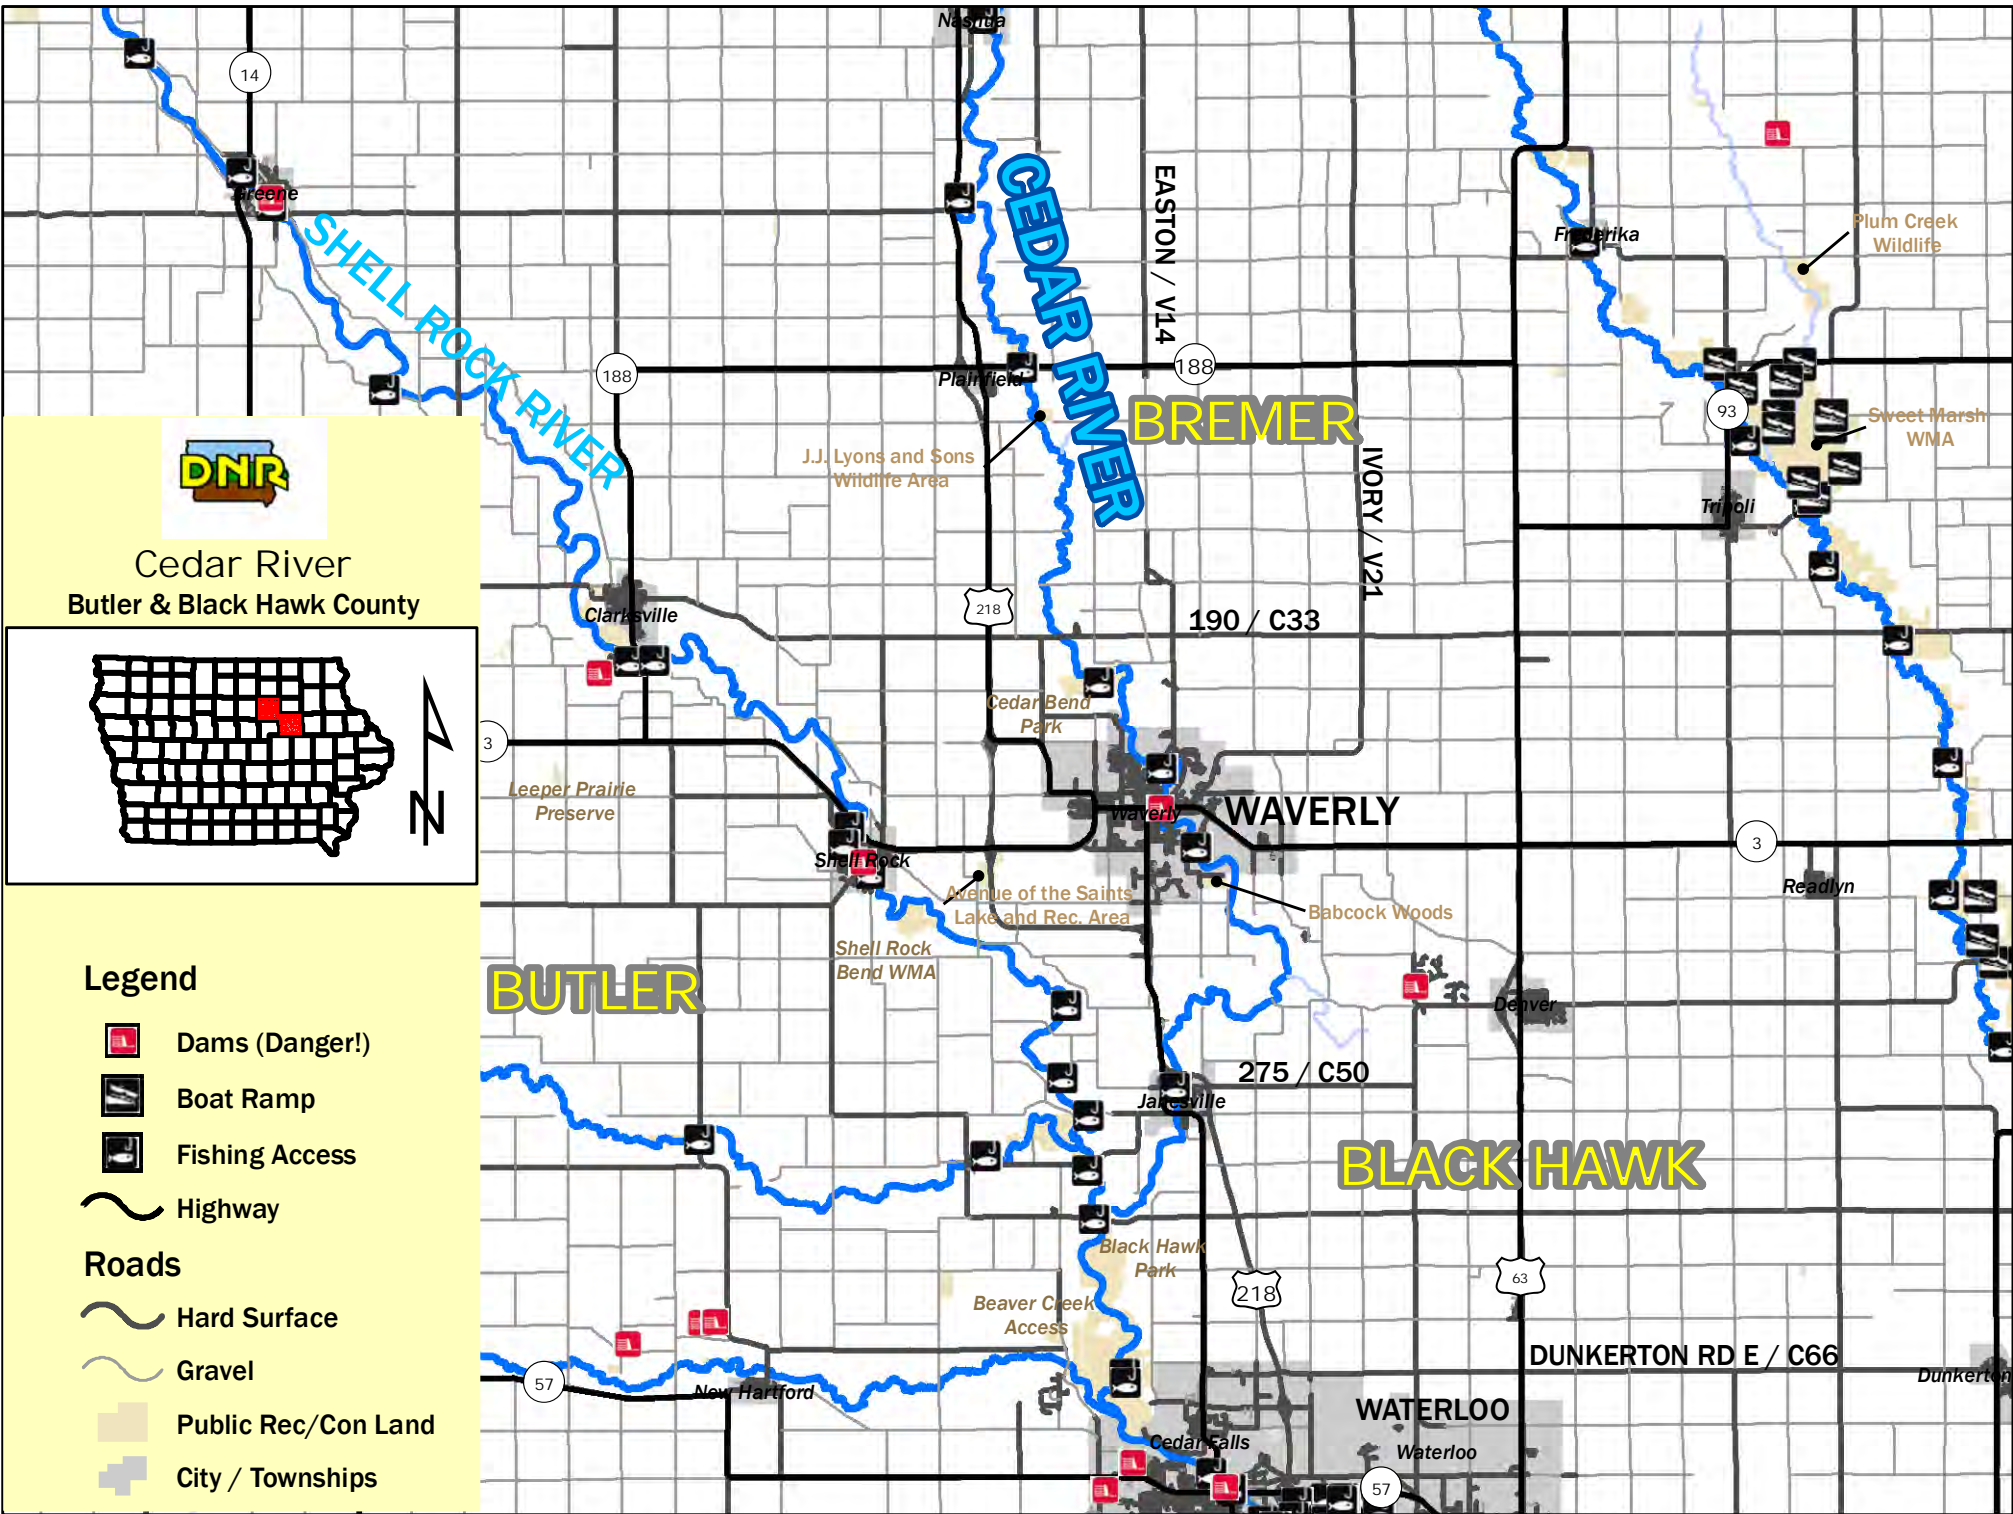 Nashua
14
Greene
SHELL ROCK RIVER
CEDAR RIVER
EASTON / V14
Frederika
Plum Creek
Wildlife
188
188
Plainfield
BREMER
93
Sweet Marsh
WMA
J.J. Lyons and Sons
Wildlife Area
IVORY / V21
Tripoli
DNR
Cedar River
Butler & Black Hawk County
N
Clarksville
218
190 / C33
Cedar Bend
Park
3
Leeper Prairie
Preserve
Waverly
WAVERLY
3
Shell Rock
Readlyn
Avenue of the Saints
Lake and Rec. Area
Babcock Woods
Shell Rock
Bend WMA
BUTLER
Denver
275 / C50
Janesville
BLACK HAWK
Black Hawk
Park
218
63
Beaver Creek
Access
DUNKERTON RD E / C66
Dunkerton
57
New Hartford
WATERLOO
Cedar Falls
Waterloo
57
Legend
Dams (Danger!)
Boat Ramp
Fishing Access
Highway
Roads
Hard Surface
Gravel
Public Rec/Con Land
City / Townships